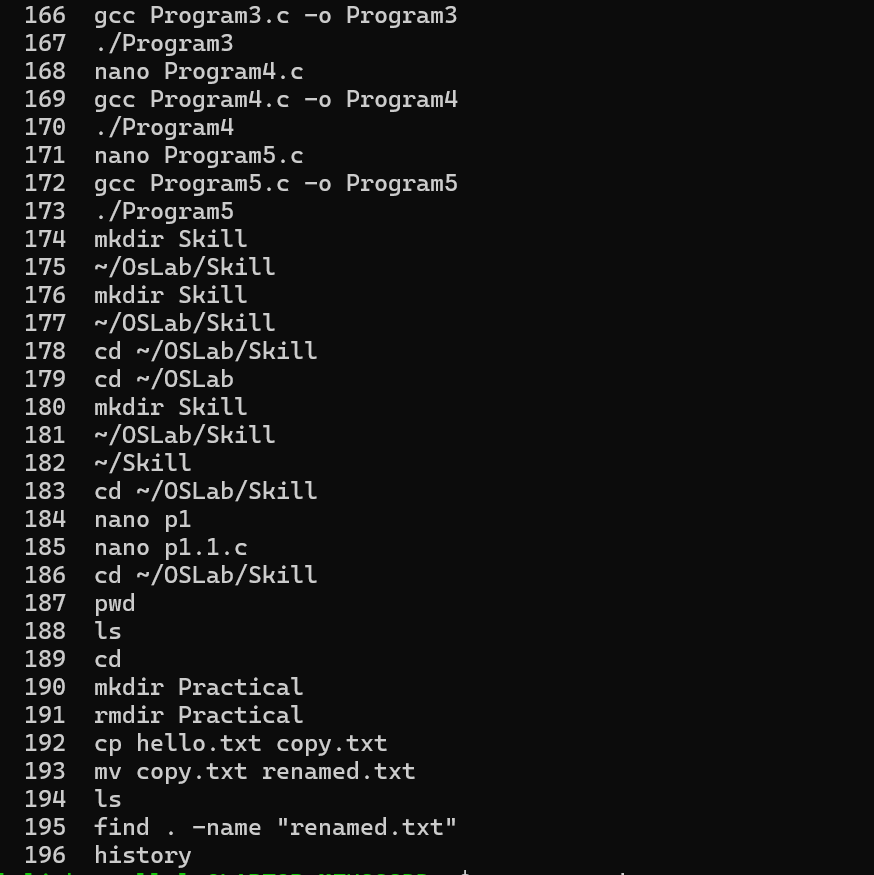 166 gcc Program3.c -o Program3
167 ./Program3
168 nano Program4.c
169 gcc Program4.c -o Program4
170 ./Program4
171 nano Program5.c
172 gcc Program5.c -o Program5
173 ./Program5
174 mkdir Skill
175 ~/OsLab/Skill
176 mkdir Skill
177 ~/OSLab/Skill
178 cd ~/OSLab/Skill
179 cd ~/OSLab
180 mkdir Skill
181 ~/OSLab/Skill
182 ~/Skill
183 cd ~/OSLab/Skill
184 nano p1
185 nano p1.1.c
186 cd ~/OSLab/Skill
187 pwd
188 ls
189 cd
190 mkdir Practical
191 rmdir Practical
192 cp hello.txt copy.txt
193 mv copy.txt renamed.txt
194 ls
195 find . -name "renamed.txt"
196 history